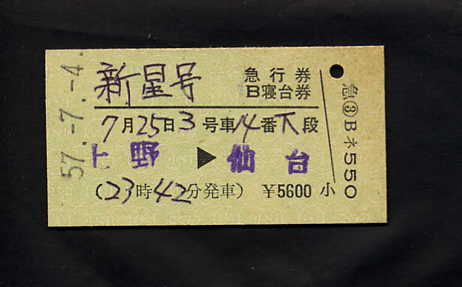 57.-7.-4.
新星号 急行券
B寝台券
7月25日3号車14番下段
上野▶仙台
(23時42分発車) ¥5600 小
急③Bネ550